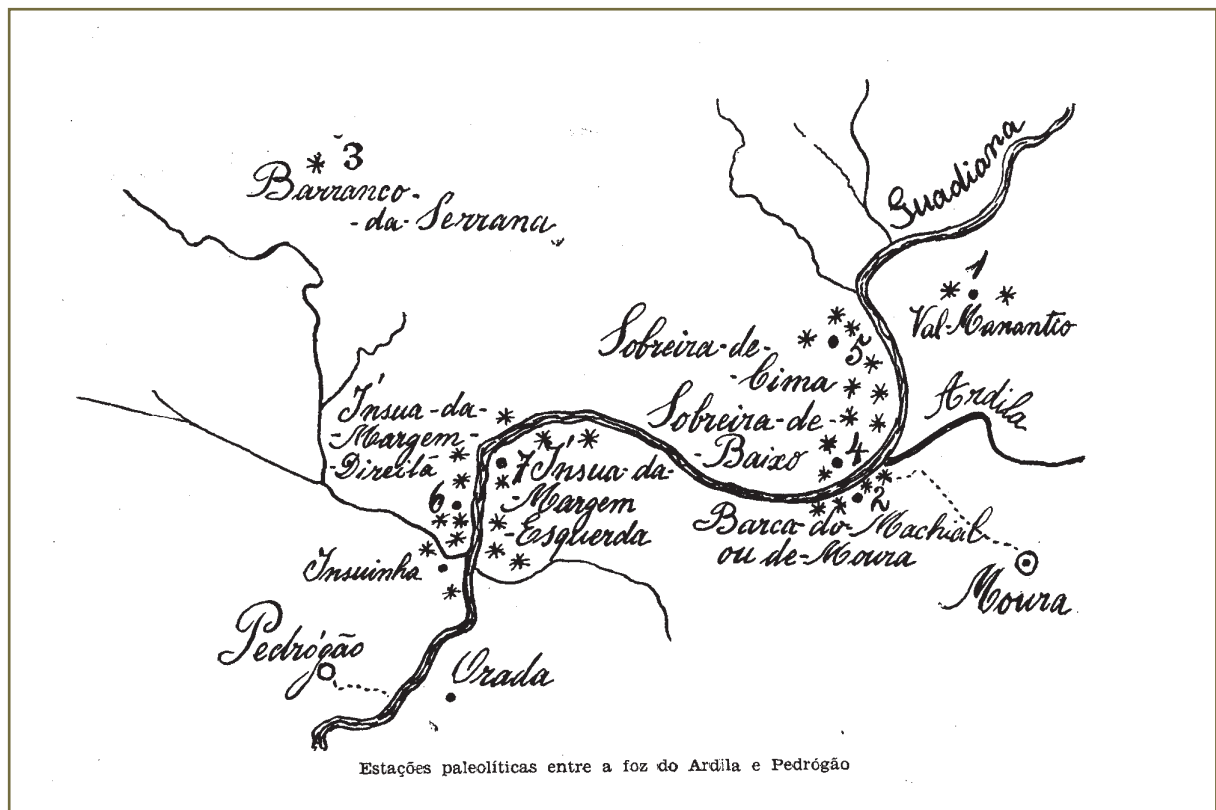 3
Barranco-
-da-Serrana
Guadiana
1
Val-Manantio
Sobreira-de-
-Cima
5
Ardila
Sobreira-de-
-Baixo
4
Ínsua-da-
-Margem-
-Direita
6
7
Ínsua-da-
-Margem
-Esquerda
2
Barca-do-Machial
ou de-Moura
Insuinha
Moura
Pedrógão
Orada
Estações paleolíticas entre a foz do Ardila e Pedrógão